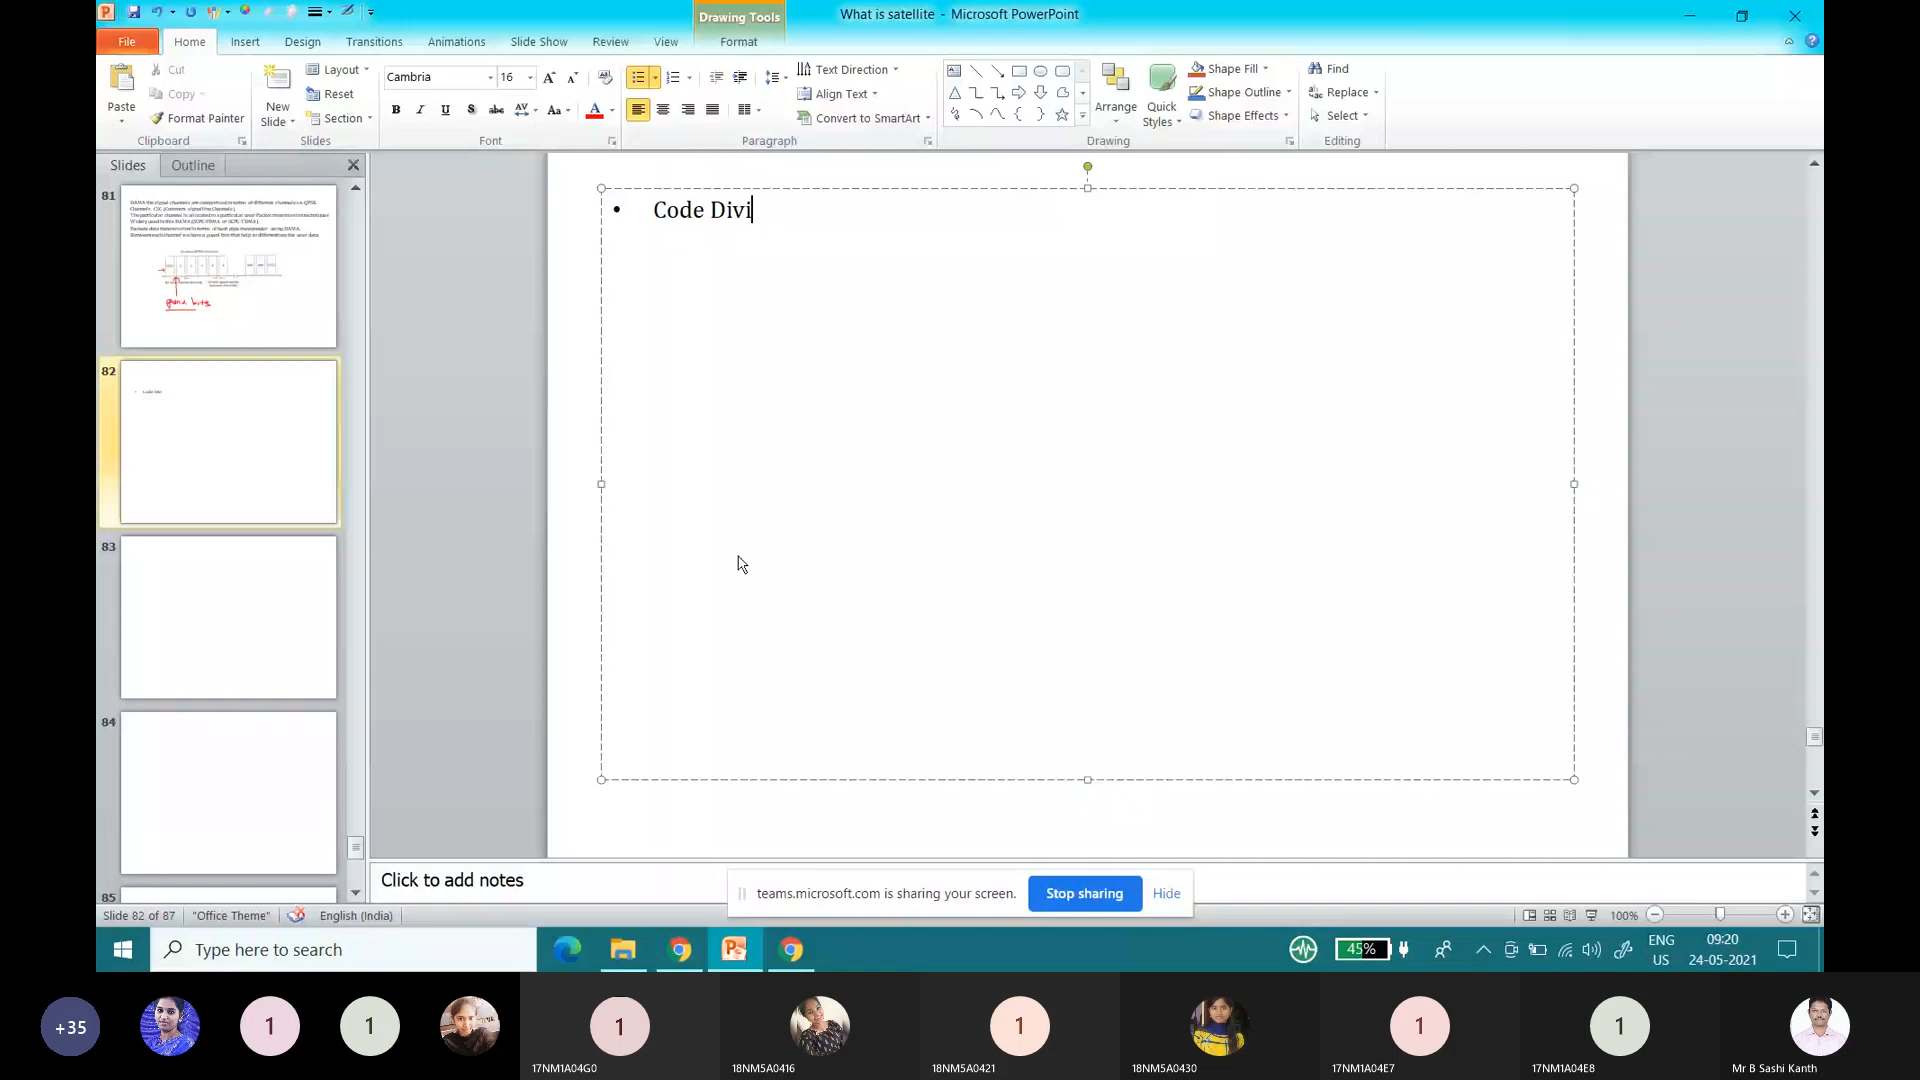 Drawing Tools
What is satellite - Microsoft PowerPoint
File
Home
Insert
Design
Transitions
Animations
Slide Show
Review
View
Format
Paste
Cut
Copy
Format Painter
Clipboard
New
Slide
Layout
Reset
Section
Slides
Cambria
16
Font
Text Direction
Align Text
Convert to SmartArt
Paragraph
Arrange
Quick
Styles
Shape Fill
Shape Outline
Shape Effects
Drawing
Find
Replace
Select
Editing
Slides
Outline
81
guard bits
82
83
84
85
• Code Divi
Click to add notes
teams.microsoft.com is sharing your screen.
Stop sharing
Hide
Slide 82 of 87
"Office Theme"
English (India)
100%
Type here to search
45%
ENG
US
09:20
24-05-2021
+35
1
1
1
17NM1A04G0
18NM5A0416
1
18NM5A0421
18NM5A0430
1
17NM1A04E7
1
17NM1A04E8
Mr B Sashi Kanth